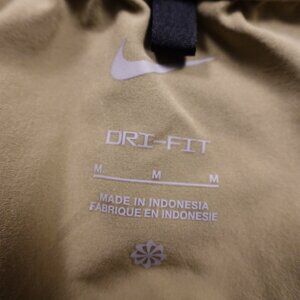 DRI-FIT
M M M
MADE IN INDONESIA
FABRIQUE EN INDONESIE